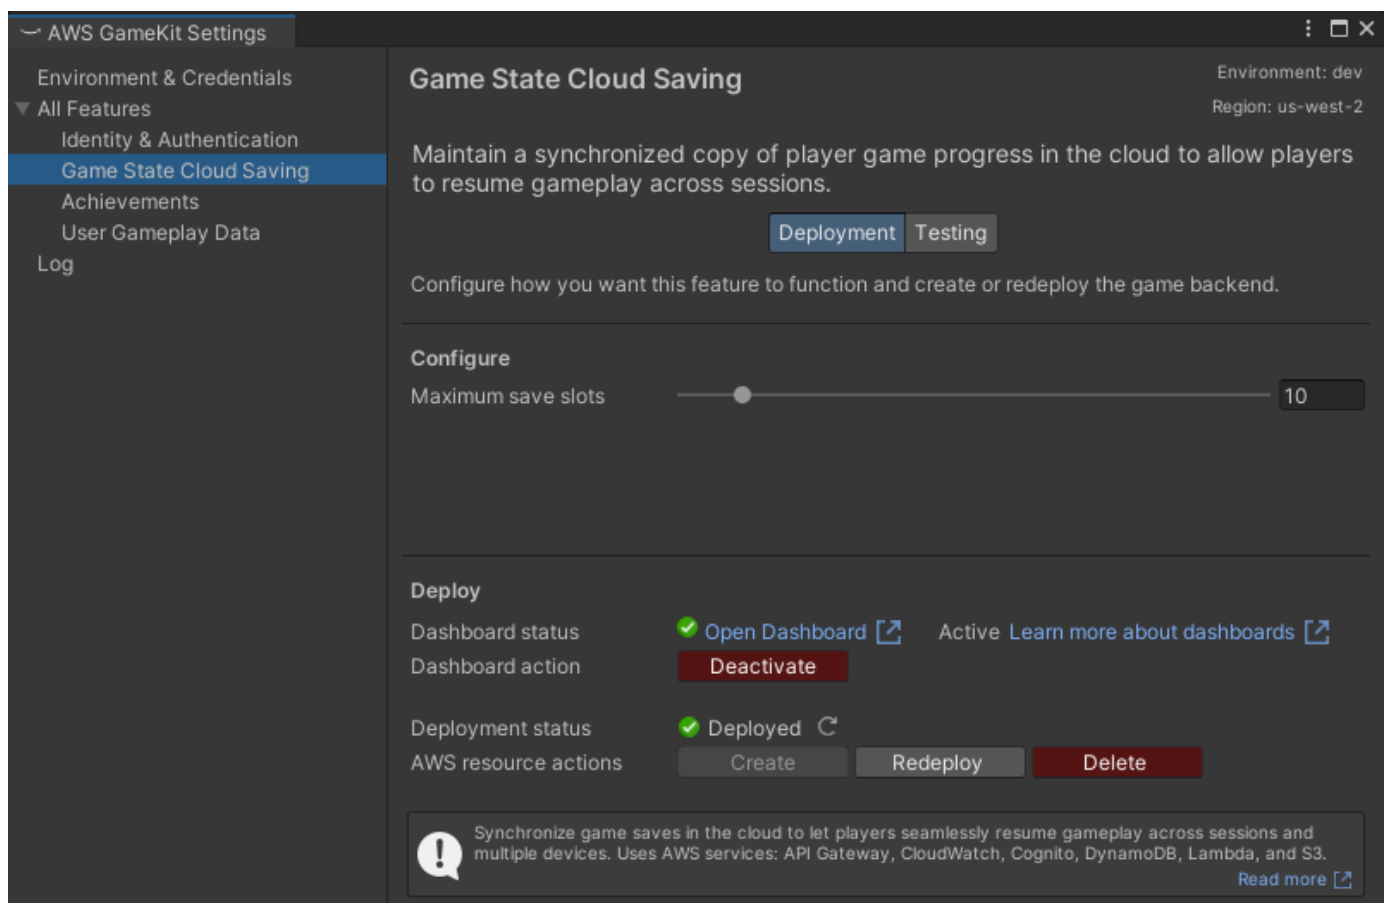 AWS GameKit Settings
Environment & Credentials
All Features
Identity & Authentication
Game State Cloud Saving
Achievements
User Gameplay Data
Log
Game State Cloud Saving
Environment: dev
Region: us-west-2
Maintain a synchronized copy of player game progress in the cloud to allow players
to resume gameplay across sessions.
Deployment Testing
Configure how you want this feature to function and create or redeploy the game backend.
Configure
Maximum save slots 10
Deploy
Dashboard status Open Dashboard Active Learn more about dashboards
Dashboard action Deactivate
Deployment status Deployed
AWS resource actions Create Redeploy Delete
Synchronize game saves in the cloud to let players seamlessly resume gameplay across sessions and
multiple devices. Uses AWS services: API Gateway, CloudWatch, Cognito, DynamoDB, Lambda, and S3.
Read more